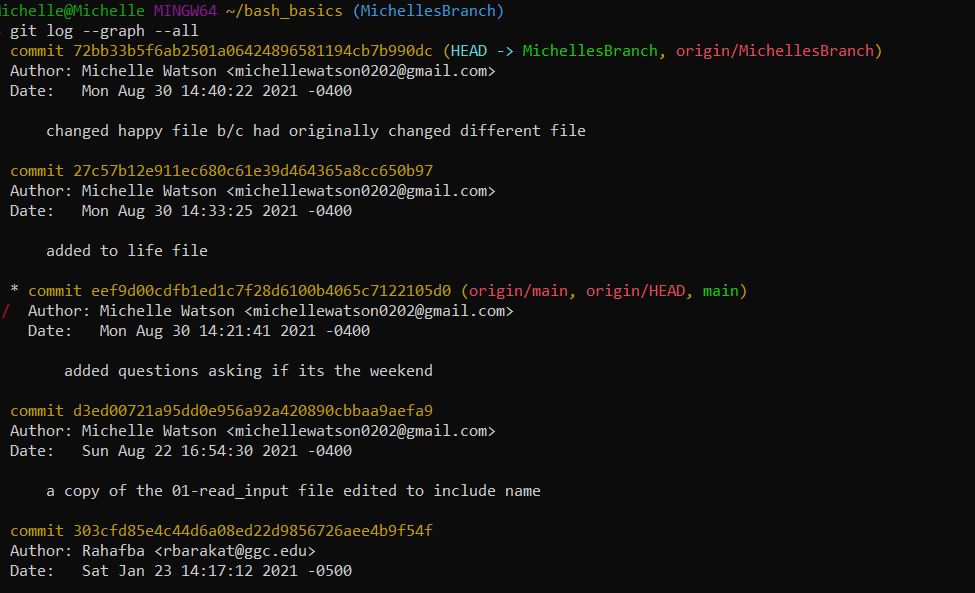 ichelle@Michelle MINGW64 ~/bash_basics (MichellesBranch)
git log --graph --all
commit 72bb33b5f6ab2501a06424896581194cb7b990dc (HEAD -> MichellesBranch, origin/MichellesBranch)
Author: Michelle Watson <michellewatson0202@gmail.com>
Date:   Mon Aug 30 14:40:22 2021 -0400
changed happy file b/c had originally changed different file
commit 27c57b12e911ec680c61e39d464365a8cc650b97
Author: Michelle Watson <michellewatson0202@gmail.com>
Date:   Mon Aug 30 14:33:25 2021 -0400
added to life file
* commit eef9d00cdfb1ed1c7f28d6100b4065c7122105d0 (origin/main, origin/HEAD, main)
/ Author: Michelle Watson <michellewatson0202@gmail.com>
Date:   Mon Aug 30 14:21:41 2021 -0400
added questions asking if its the weekend
commit d3ed00721a95dd0e956a92a420890cbbaa9aefa9
Author: Michelle Watson <michellewatson0202@gmail.com>
Date:   Sun Aug 22 16:54:30 2021 -0400
a copy of the 01-read_input file edited to include name
commit 303cfd85e4c44d6a08ed22d9856726aee4b9f54f
Author: Rahafba <rbarakat@ggc.edu>
Date:   Sat Jan 23 14:17:12 2021 -0500